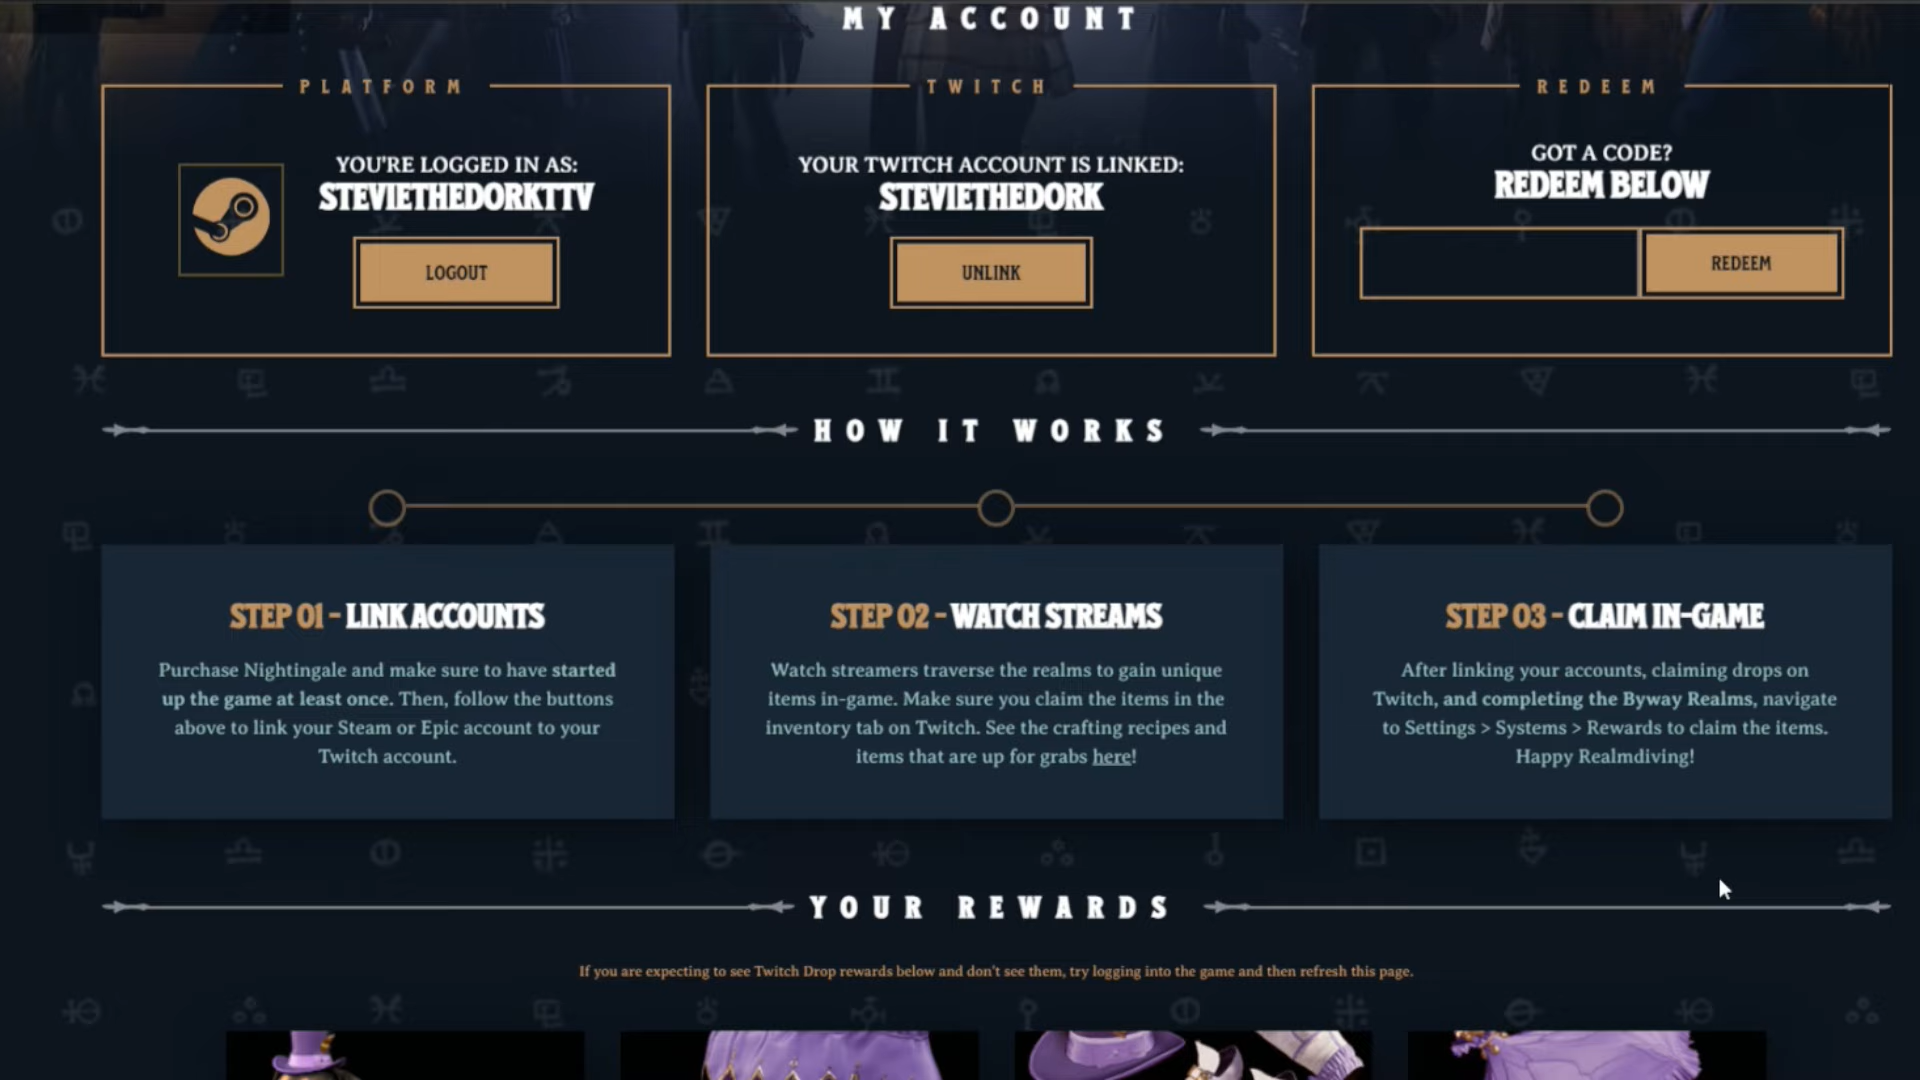 MY ACCOUNT
PLATFORM
YOU'RE LOGGED IN AS:
STEVIETHEDORKTTV
LOGOUT
TWITCH
YOUR TWITCH ACCOUNT IS LINKED:
STEVIETHEDORK
UNLINK
REDEEM
GOT A CODE?
REDEEM BELOW
REDEEM
HOW IT WORKS
STEP 01 - LINK ACCOUNTS
Purchase Nightingale and make sure to have started
up the game at least once. Then, follow the buttons
above to link your Steam or Epic account to your
Twitch account.
STEP 02 - WATCH STREAMS
Watch streamers traverse the realms to gain unique
items in-game. Make sure you claim the items in the
inventory tab on Twitch. See the crafting recipes and
items that are up for grabs here!
STEP 03 - CLAIM IN-GAME
After linking your accounts, claiming drops on
Twitch, and completing the Byway Realms, navigate
to Settings > Systems > Rewards to claim the items.
Happy Realmdiving!
YOUR REWARDS
If you are expecting to see Twitch Drop rewards below and don't see them, try logging into the game and then refresh this page.